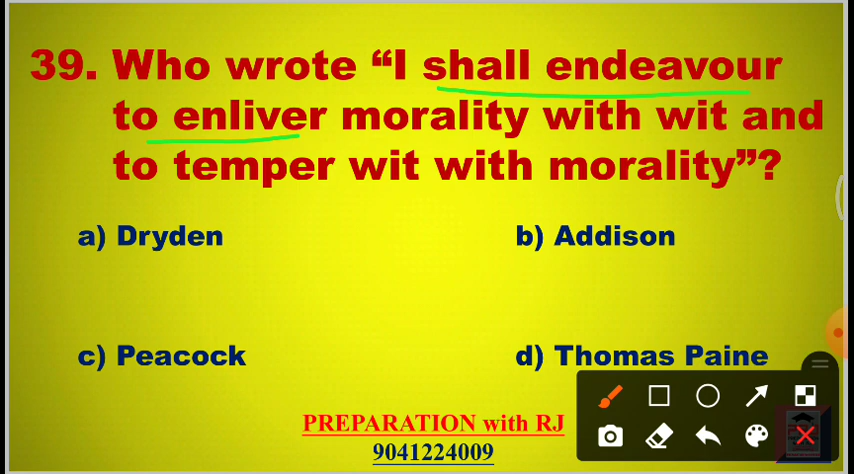 39. Who wrote “I shall endeavour
to enliver morality with wit and
to temper wit with morality”?
a) Dryden b) Addison
c) Peacock d) Thomas Paine
PREPARATION with RJ
9041224009